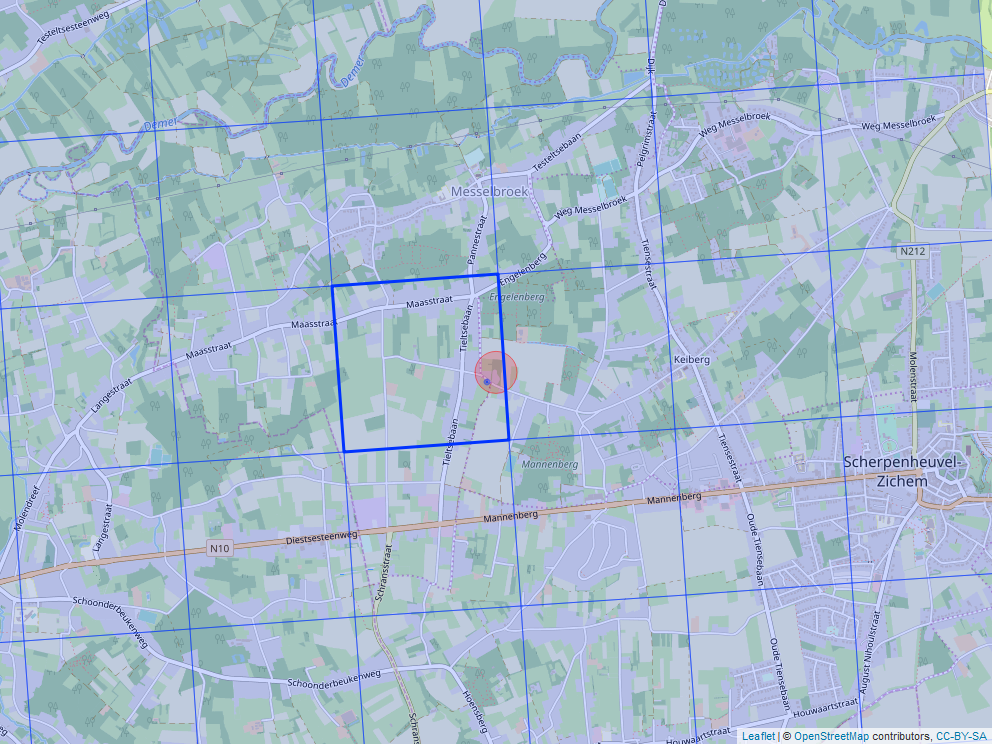 Testeltsesteenweg
Demer
Demer
Dijk
Weg Messelbroek
Weg Messelbroek
Pelgrimstraat
Testeltsebaan
Messelbroek
Weg Messelbroek
Pannestraat
Tiensestraat
N212
Engelenberg
Engelenberg
Maasstraat
Maasstraat
Maasstraat
Tieltsebaan
Keiberg
Molenstraat
Langestraat
Tieltsebaan
Tiensestraat
Mannenberg
Scherpenheuvel-
Zichem
Molendreef
Langestraat
Mannenberg
Mannenberg
Diestsesteenweg
N10
Oude Tiensebaan
Schransstraat
Schoonderbeukenweg
August Nihoulstraat
Oude Tiensebaan
Schoonderbeukenweg
Hoensberg
Houwaartstraat
Houwaartstraat
Leaflet | © OpenStreetMap contributors, CC-BY-SA